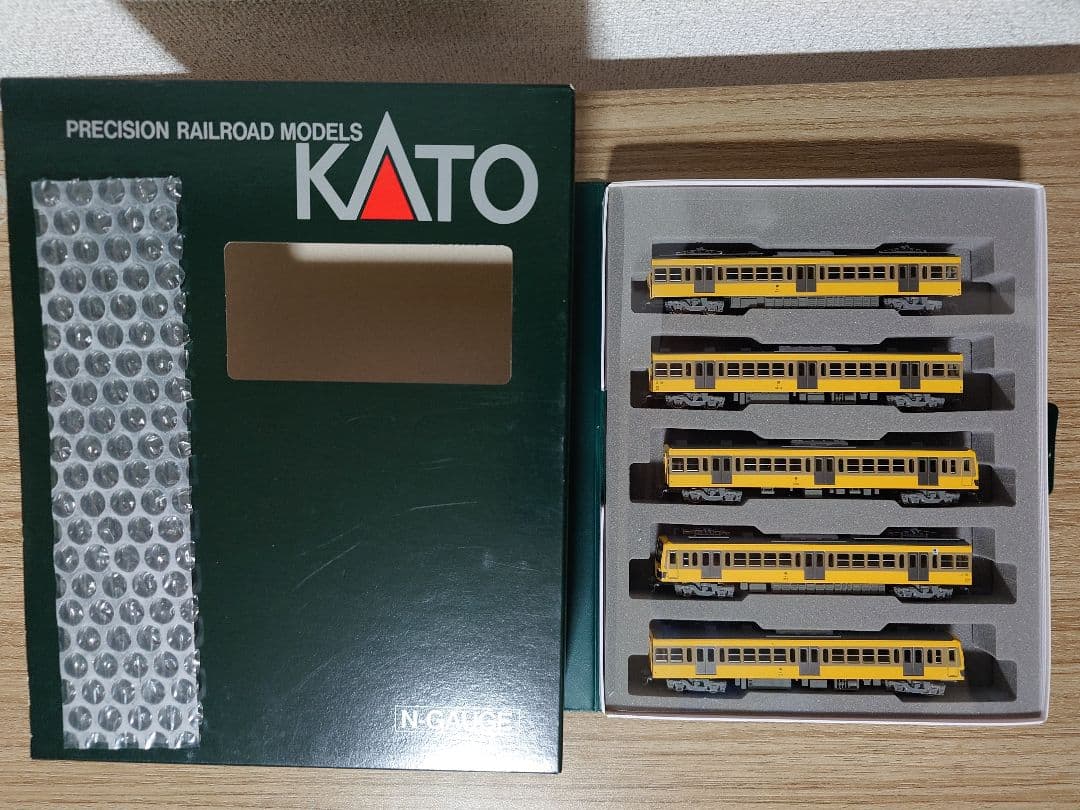 PRECISION RAILROAD MODELS
KATO
N-GAUGE